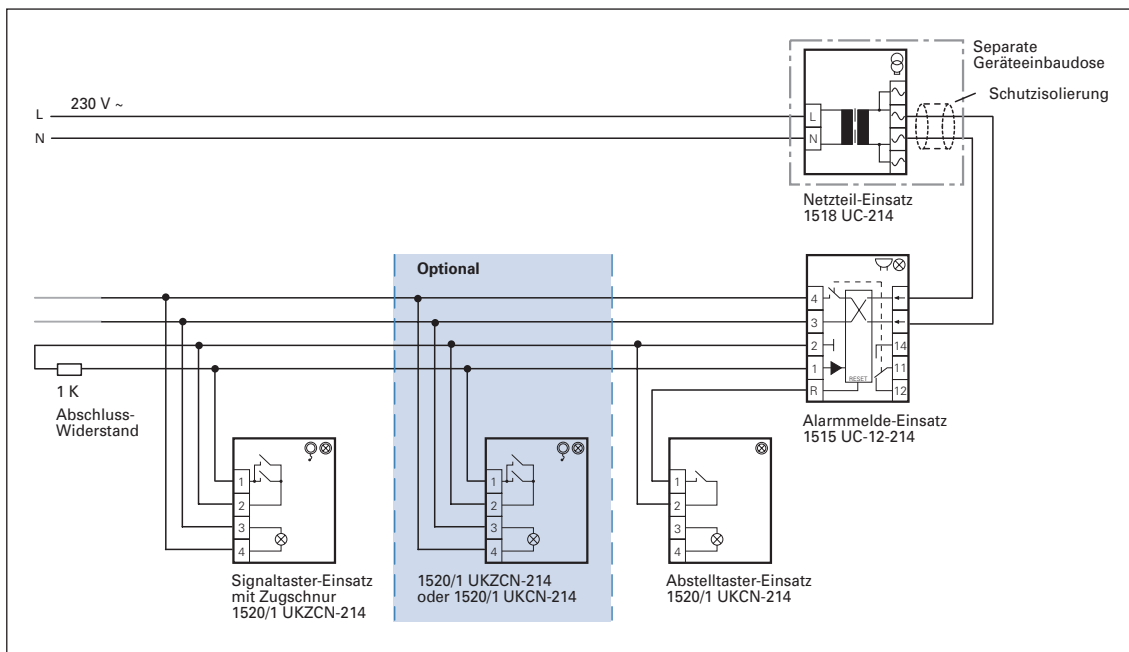 Separate
Geräteeinbaudose
Schutzisolierung
230 V ~
L
N
L
N
Netzteil-Einsatz
1518 UC-214
Optional
4
3
2
1
R
RESET
14
11
12
1 K
Abschluss-
Widerstand
Alarmmelde-Einsatz
1515 UC-12-214
1
2
3
4
1
2
3
4
1
2
3
4
Signaltaster-Einsatz
mit Zugschnur
1520/1 UKZCN-214
1520/1 UKZCN-214
oder 1520/1 UKCN-214
Abstelltaster-Einsatz
1520/1 UKCN-214